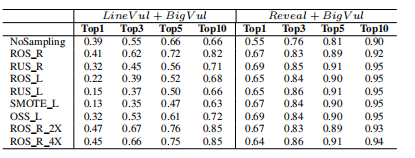 LineVul + BigVul Reveal + BigVul
Top1 Top3 Top5 Top10 Top1 Top3 Top5 Top10
NoSampling 0.39 0.55 0.66 0.66 0.55 0.76 0.81 0.90
ROS_R 0.41 0.62 0.72 0.82 0.67 0.83 0.89 0.92
RUS_R 0.32 0.45 0.56 0.71 0.69 0.85 0.91 0.95
ROS_L 0.22 0.39 0.52 0.68 0.65 0.84 0.90 0.95
RUS_L 0.15 0.37 0.50 0.66 0.65 0.86 0.91 0.95
SMOTE_L 0.13 0.35 0.47 0.63 0.67 0.84 0.90 0.95
OSS_L 0.32 0.53 0.61 0.72 0.69 0.84 0.90 0.95
ROS_R_2X 0.47 0.67 0.76 0.85 0.67 0.83 0.89 0.93
ROS_R_4X 0.45 0.66 0.75 0.85 0.64 0.86 0.91 0.94